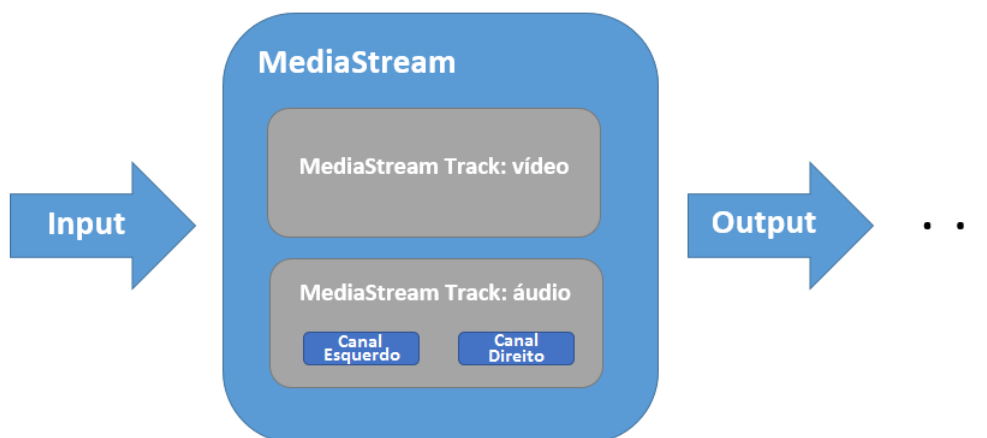 MediaStream
MediaStream Track: vídeo
Input
Output
. .
MediaStream Track: áudio
Canal
Esquerdo
Canal
Direito